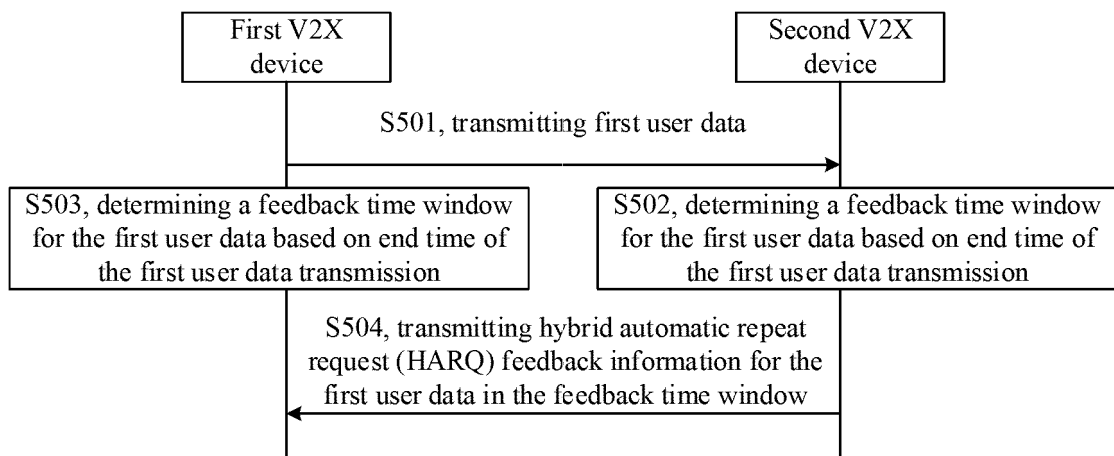 First V2X
device
Second V2X
device
S501, transmitting first user data
S503, determining a feedback time window
for the first user data based on end time of
the first user data transmission
S502, determining a feedback time window
for the first user data based on end time of
the first user data transmission
S504, transmitting hybrid automatic repeat
request (HARQ) feedback information for the
first user data in the feedback time window